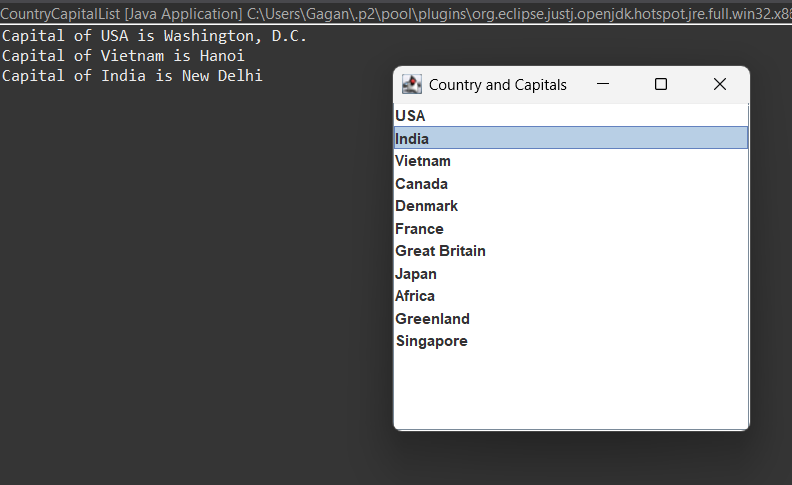 CountryCapitalList [Java Application] C:\Users\Gagan\.p2\pool\plugins\org.eclipse.justj.openjdk.hotspot.jre.full.win32.x86
Capital of USA is Washington, D.C.
Capital of Vietnam is Hanoi
Capital of India is New Delhi
Country and Capitals
USA
India
Vietnam
Canada
Denmark
France
Great Britain
Japan
Africa
Greenland
Singapore